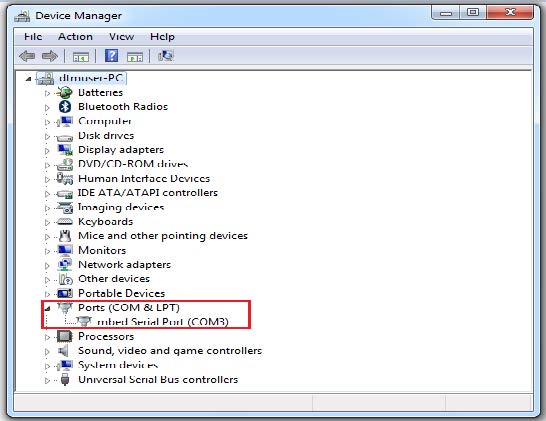 Device Manager
File Action View Help
dtmuser-PC
Batteries
Bluetooth Radios
Computer
Disk drives
Display adapters
DVD/CD-ROM drives
Human Interface Devices
IDE ATA/ATAPI controllers
Imaging devices
Keyboards
Mice and other pointing devices
Monitors
Network adapters
Other devices
Portable Devices
Ports (COM & LPT)
mbed Serial Port (COM3)
Processors
Sound, video and game controllers
System devices
Universal Serial Bus controllers